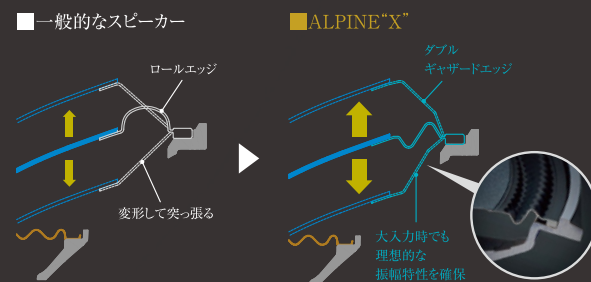 ■一般的なスピーカー
ロールエッジ
変形して突っ張る
■ALPINE“X”
ダブル
ギャザードエッジ
大入力時でも
理想的な
振幅特性を確保